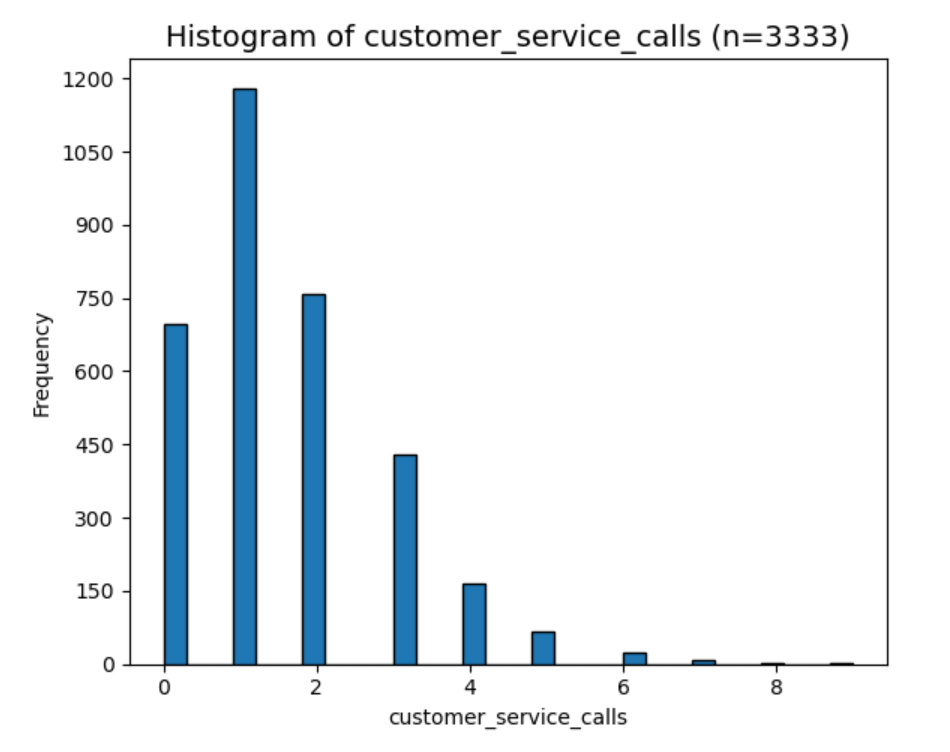 Histogram of customer_service_calls (n=3333)
1200
1050
900
750
600
450
300
150
0
Frequency
0 2 4 6 8
customer_service_calls